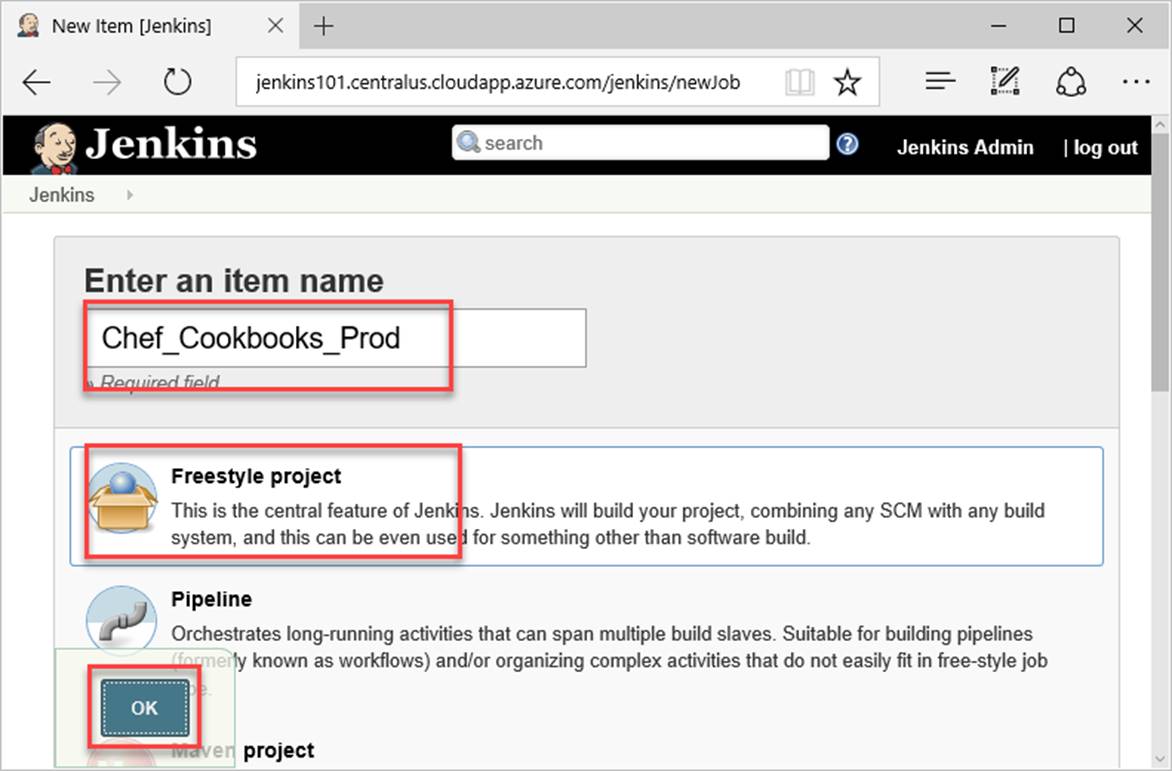 New Item [Jenkins]
jenkins101.centralus.cloudapp.azure.com/jenkins/newJob
Jenkins
search
Jenkins Admin
| log out
Jenkins
Enter an item name
Chef_Cookbooks_Prod
» Required field
Freestyle project
This is the central feature of Jenkins. Jenkins will build your project, combining any SCM with any build
system, and this can be even used for something other than software build.
Pipeline
Orchestrates long-running activities that can span multiple build slaves. Suitable for building pipelines
(formerly known as workflows) and/or organizing complex activities that do not easily fit in free-style job
OK
Maven project